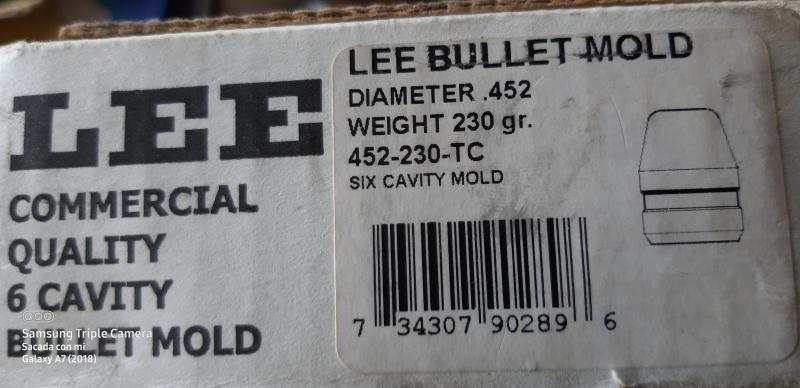 LEE
COMMERCIAL
QUALITY
6 CAVITY
BULLET MOLD
LEE BULLET MOLD
DIAMETER .452
WEIGHT 230 gr.
452-230-TC
SIX CAVITY MOLD
7 34307 90289 6
Samsung Triple Camera
Sacada con mi
Galaxy A7 (2018)